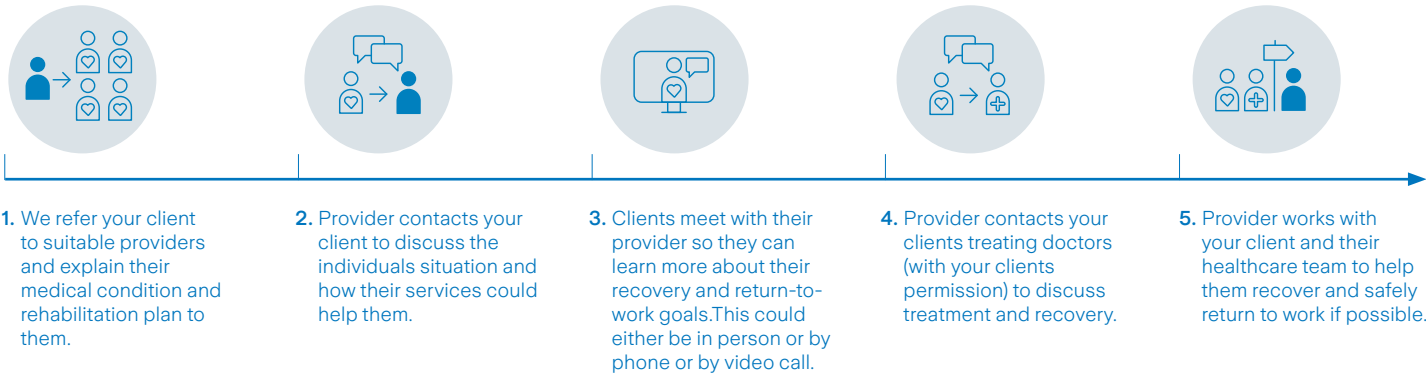 1. We refer your client
to suitable providers
and explain their
medical condition and
rehabilitation plan to
them.
2. Provider contacts your
client to discuss the
individuals situation and
how their services could
help them.
3. Clients meet with their
provider so they can
learn more about their
recovery and return-to-
work goals.This could
either be in person or by
phone or by video call.
4. Provider contacts your
clients treating doctors
(with your clients
permission) to discuss
treatment and recovery.
5. Provider works with
your client and their
healthcare team to help
them recover and safely
return to work if possible.